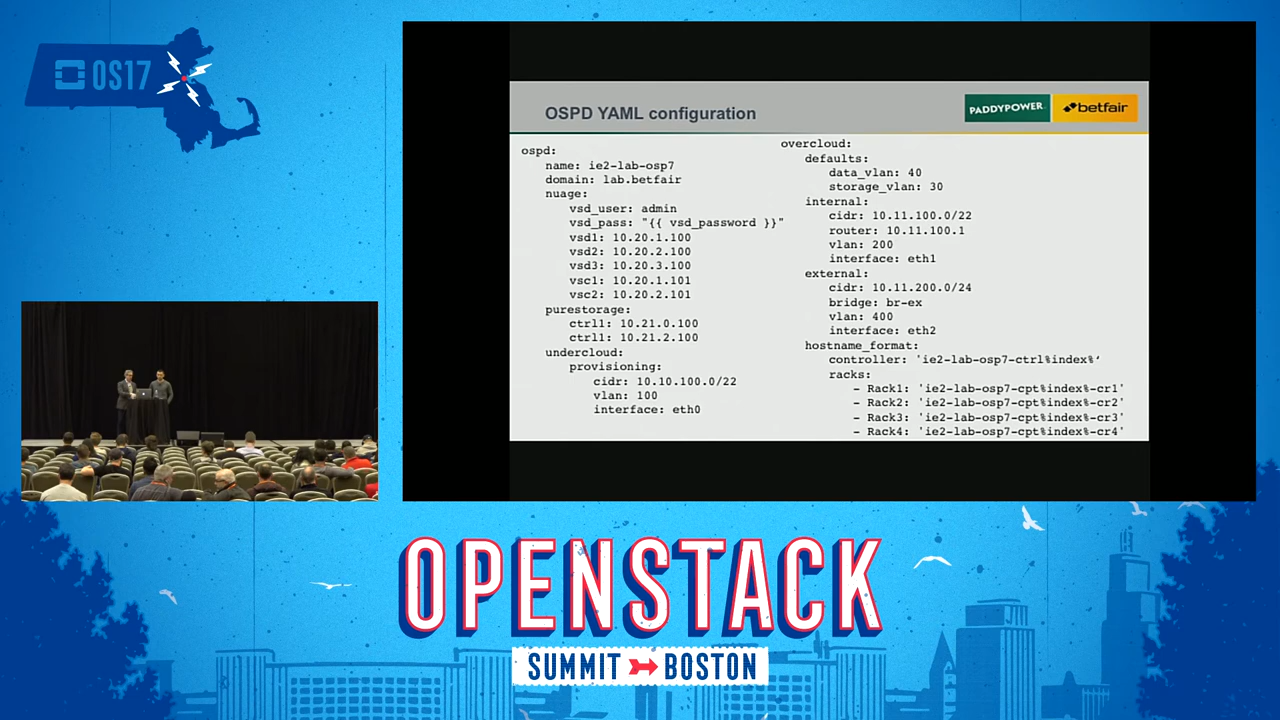 OS17
OSPD YAML configuration
PADDYPOWER.
betfair
ospd:
name: ie2-lab-osp7
domain: lab.betfair
nuage:
vsd_user: admin
vsd_pass: "{{ vsd_password }}"
vsd1: 10.20.1.100
vsd2: 10.20.2.100
vsd3: 10.20.3.100
vsc1: 10.20.1.101
vsc2: 10.20.2.101
purestorage:
ctrl1: 10.21.0.100
ctrl1: 10.21.2.100
undercloud:
provisioning:
cidr: 10.10.100.0/22
vlan: 100
interface: eth0
overcloud:
defaults:
data_vlan: 40
storage_vlan: 30
internal:
cidr: 10.11.100.0/22
router: 10.11.100.1
vlan: 200
interface: eth1
external:
cidr: 10.11.200.0/24
bridge: br-ex
vlan: 400
interface: eth2
hostname_format:
controller: 'ie2-lab-osp7-ctrl%index%‘
racks:
- Rack1: 'ie2-lab-osp7-cpt%index%-cr1'
- Rack2: 'ie2-lab-osp7-cpt%index%-cr2'
- Rack3: 'ie2-lab-osp7-cpt%index%-cr3'
- Rack4: 'ie2-lab-osp7-cpt%index%-cr4'
OPENSTACK
SUMMIT BOSTON